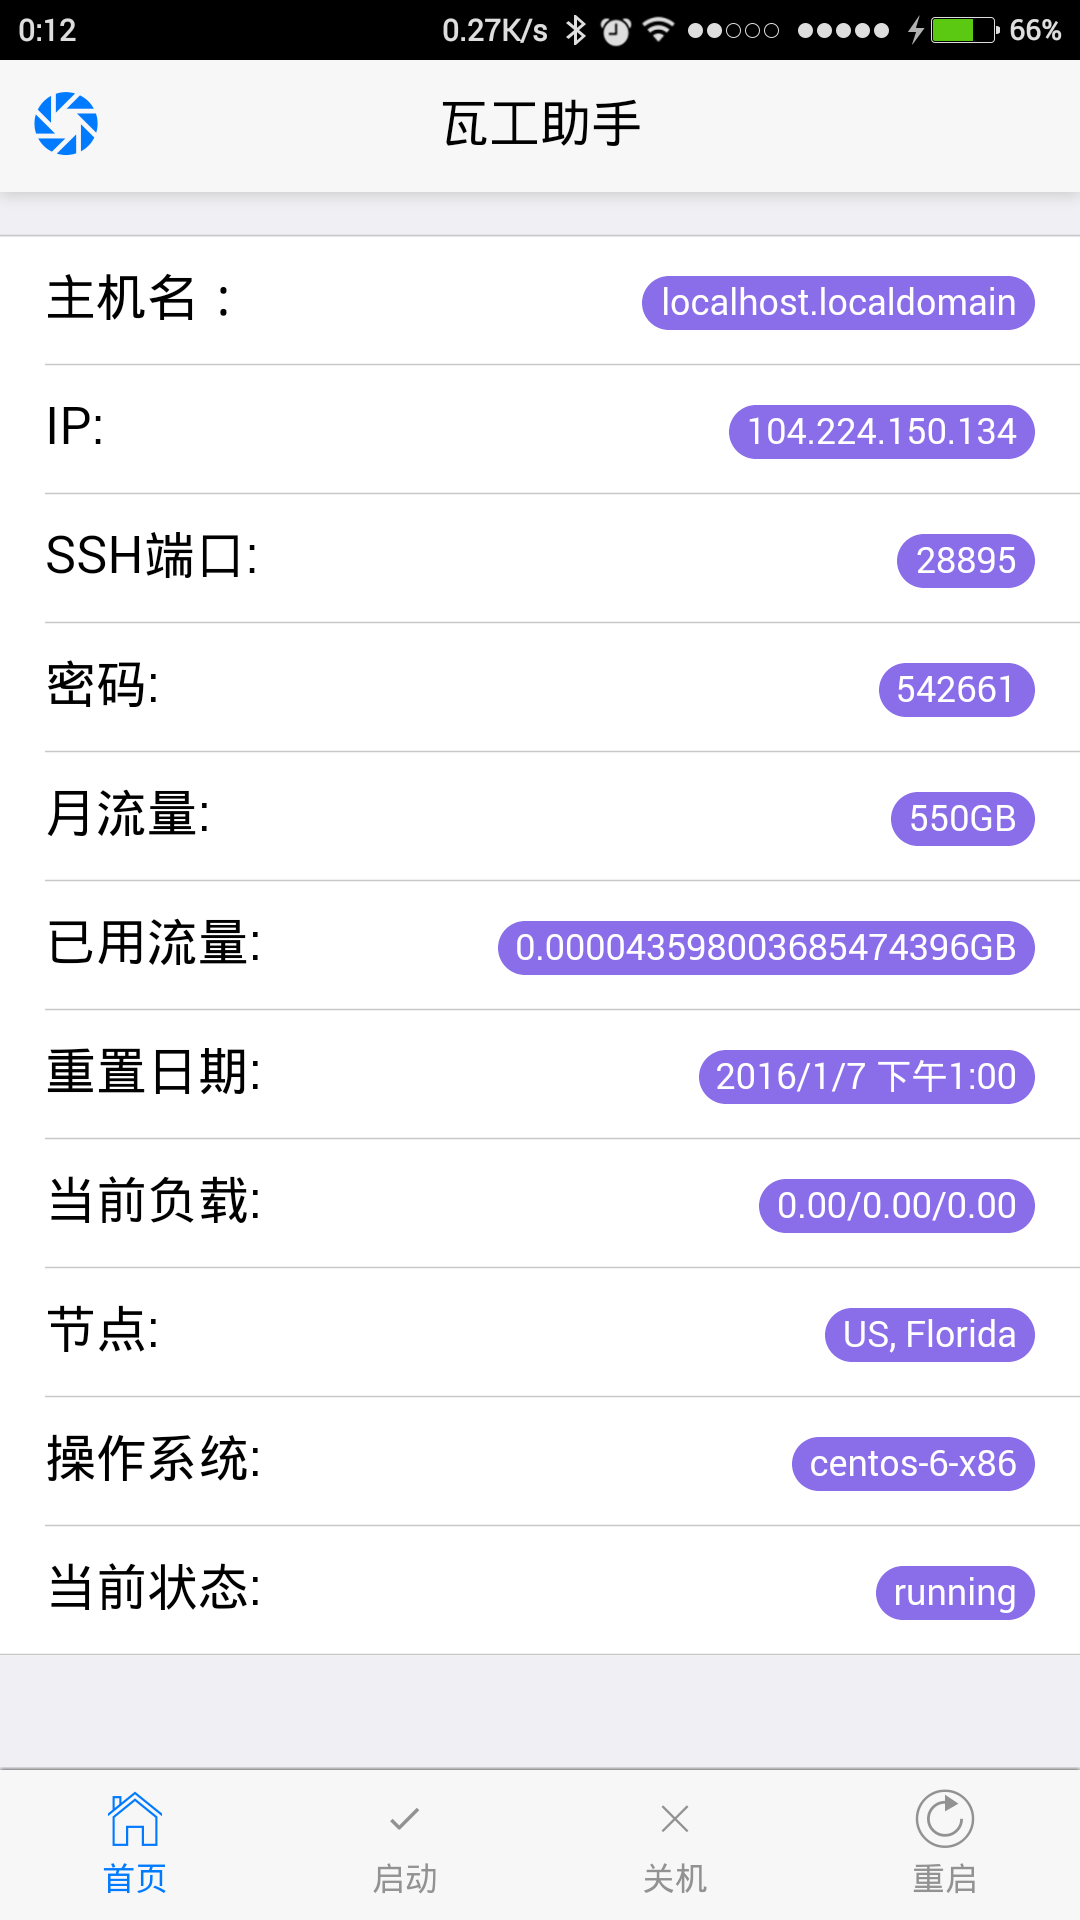 0:12 0.27K/s 66%
瓦工助手
主机名： localhost.localdomain
IP: 104.224.150.134
SSH端口: 28895
密码: 542661
月流量: 550GB
已用流量: 0.000043598003685474396GB
重置日期: 2016/1/7 下午1:00
当前负载: 0.00/0.00/0.00
节点: US, Florida
操作系统: centos-6-x86
当前状态: running
首页 启动 关机 重启